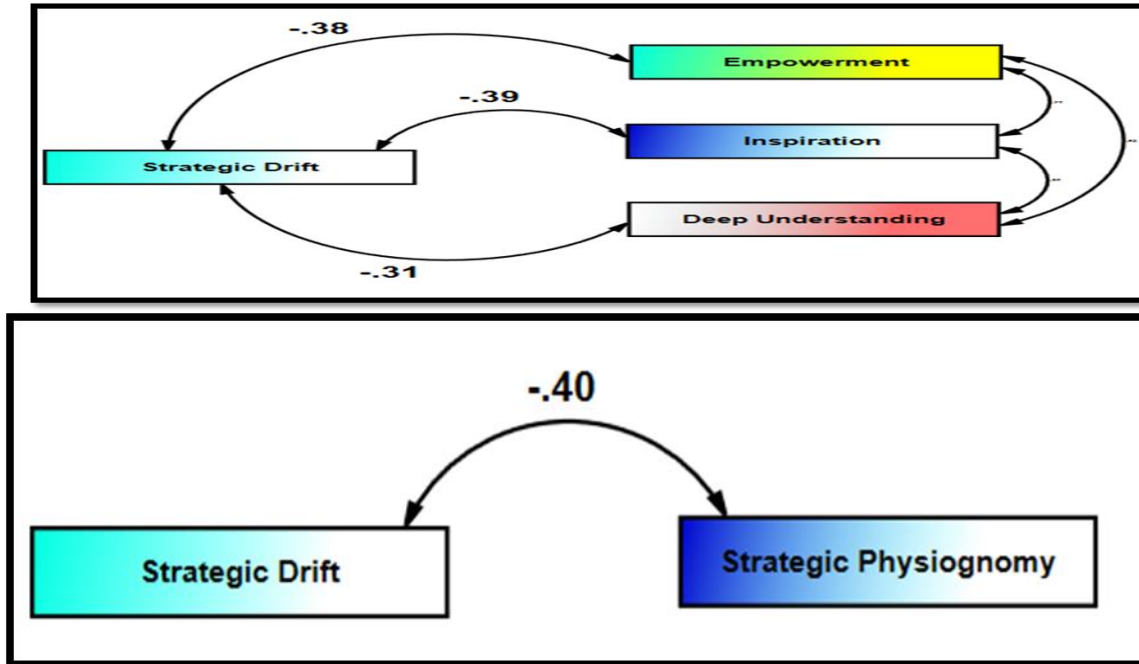 -.38
Empowerment
-.39
Inspiration
Strategic Drift
Deep Understanding
-.31
-.40
Strategic Drift
Strategic Physiognomy